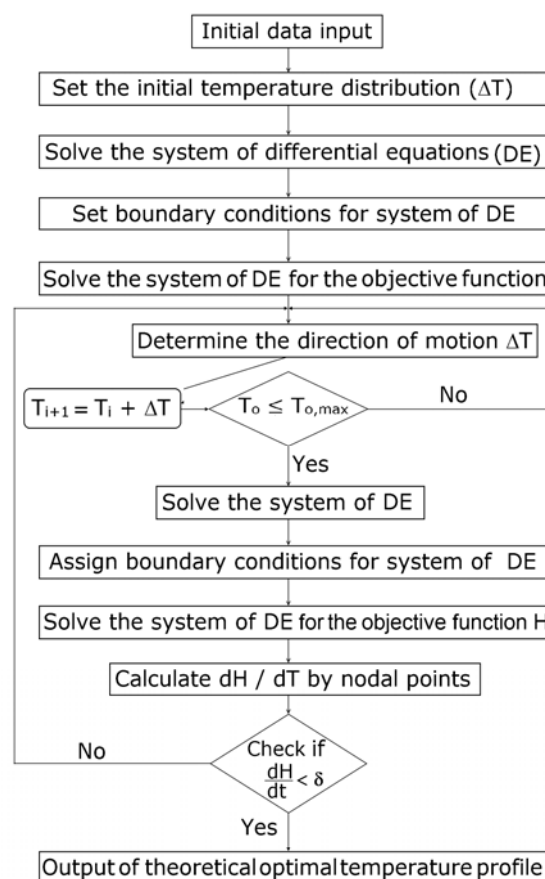 Initial data input
Set the initial temperature distribution (ΔT)
Solve the system of differential equations (DE)
Set boundary conditions for system of DE
Solve the system of DE for the objective function
Determine the direction of motion ΔT
Tᵢ₊₁ = Tᵢ + ΔT
T₀ ≤ T₀,max
No
Yes
Solve the system of DE
Assign boundary conditions for system of DE
Solve the system of DE for the objective function H
Calculate dH / dT by nodal points
No
Check if
dH/dt < δ
Yes
Output of theoretical optimal temperature profile